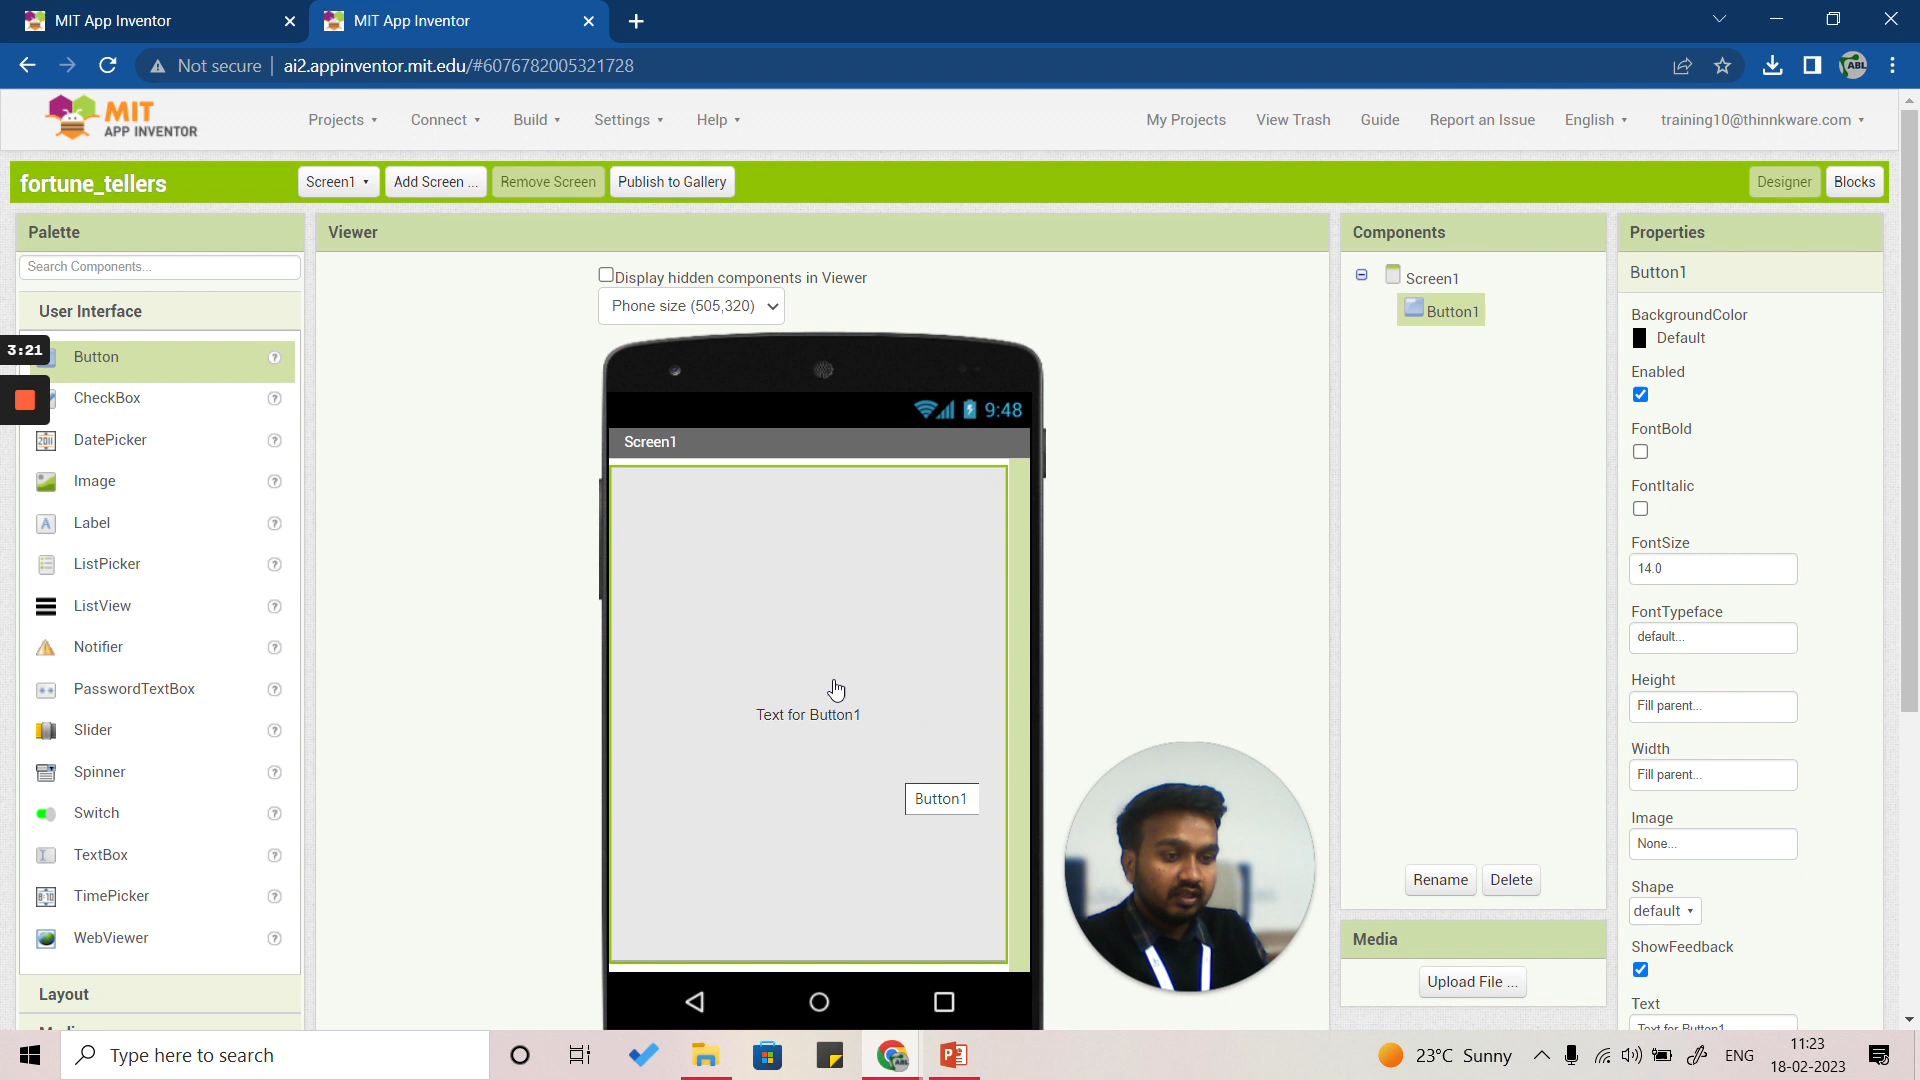 MIT App Inventor
MIT App Inventor
Not secure
ai2.appinventor.mit.edu/#6076782005321728
ABL
MIT
APP INVENTOR
Projects
Connect
Build
Settings
Help
My Projects
View Trash
Guide
Report an Issue
English
training10@thinnkware.com
fortune_tellers
Screen1
Add Screen ...
Remove Screen
Publish to Gallery
Designer
Blocks
Palette
Search Components...
User Interface
3:21
Button
CheckBox
DatePicker
Image
Label
ListPicker
ListView
Notifier
PasswordTextBox
Slider
Spinner
Switch
TextBox
TimePicker
WebViewer
Layout
Viewer
Display hidden components in Viewer
Phone size (505,320)
9:48
Screen1
Text for Button1
Button1
Components
Screen1
Button1
Rename
Delete
Media
Upload File ...
Properties
Button1
BackgroundColor
Default
Enabled
FontBold
FontItalic
FontSize
14.0
FontTypeface
default...
Height
Fill parent...
Width
Fill parent...
Image
None...
Shape
default
ShowFeedback
Text
Text for Button1
Type here to search
23°C Sunny
ENG
11:23
18-02-2023